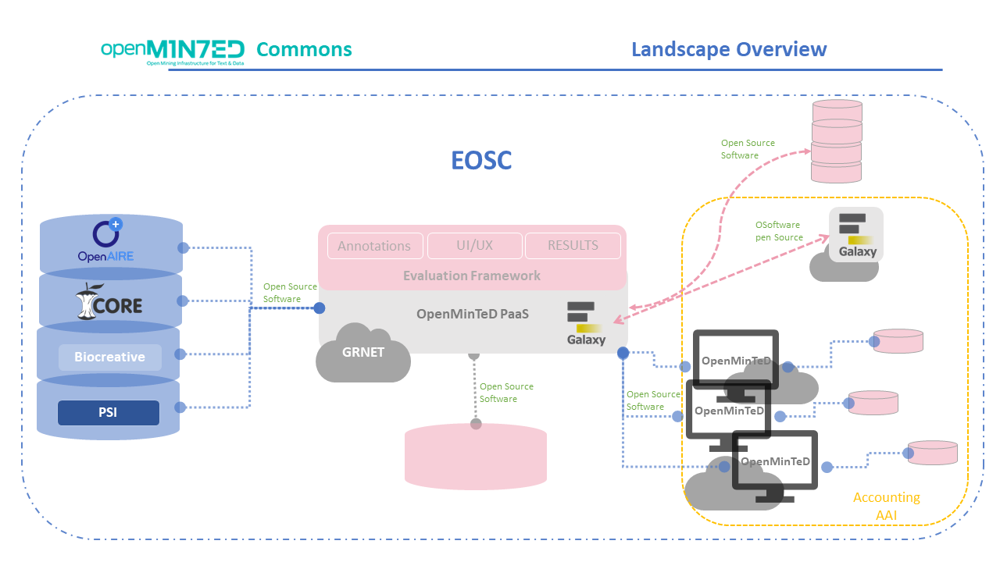 openM1N7ED Commons
Open Mining Infrastructure for Text & Data
Landscape Overview
EOSC
Open Source
Software
OSoftware
pen Source
Galaxy
OpenAIRE
CORE
Biocreative
PSI
Open Source
Software
Annotations
UI/UX
RESULTS
Evaluation Framework
OpenMinTeD PaaS
Galaxy
GRNET
Open Source
Software
Open Source
Software
OpenMinTeD
OpenMinTeD
OpenMinTeD
Accounting
AAI